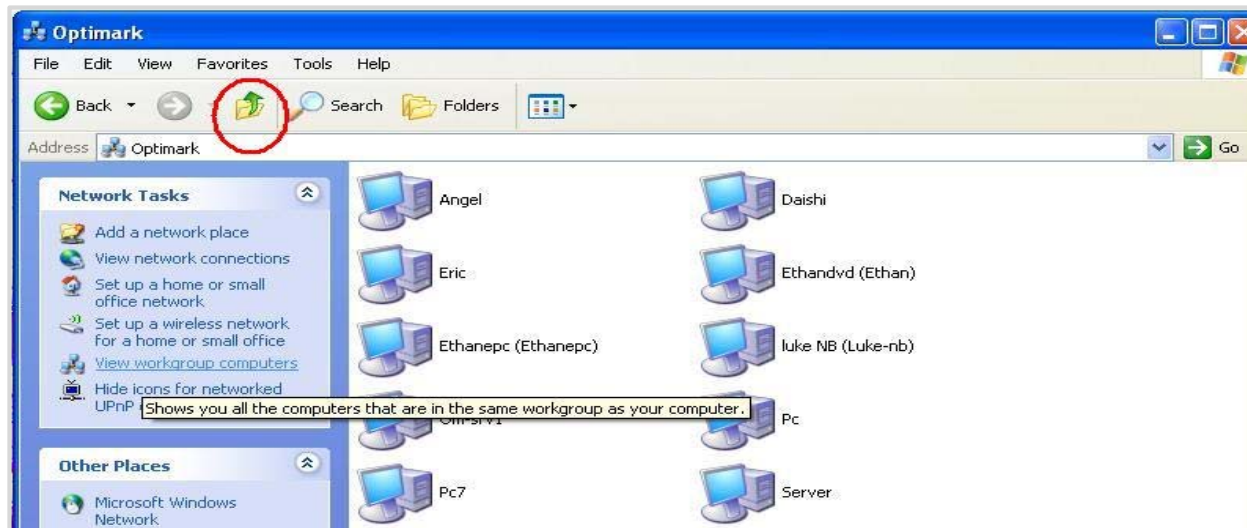 Optimark
File Edit View Favorites Tools Help
Back Search Folders
Address Optimark Go
Network Tasks
Add a network place
View network connections
Set up a home or small
office network
Set up a wireless network
for a home or small office
View workgroup computers
Hide icons for networked
UPnP
Shows you all the computers that are in the same workgroup as your computer.
Other Places
Microsoft Windows
Network
Angel Daishi
Eric Ethandvd (Ethan)
Ethanepc (Ethanepc) luke NB (Luke-nb)
Pc
Pc7 Server